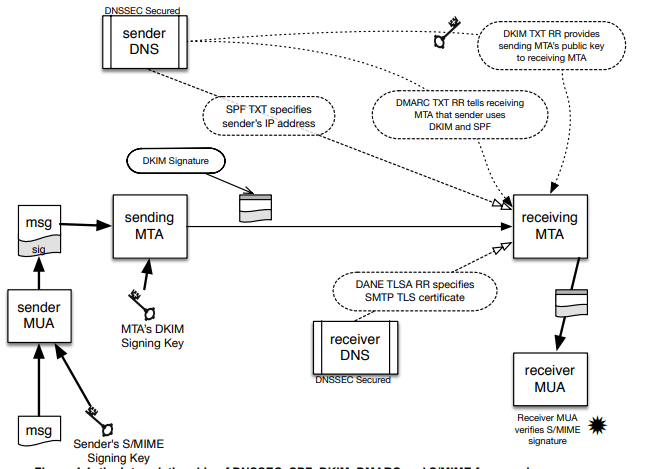 DNSSEC Secured
sender
DNS
DKIM TXT RR provides
sending MTA's public key
to receiving MTA
SPF TXT specifies
sender's IP address
DMARC TXT RR tells receiving
MTA that sender uses
DKIM and SPF
DKIM Signature
msg
sig
sending
MTA
receiving
MTA
sender
MUA
MTA's DKIM
Signing Key
DANE TLSA RR specifies
SMTP TLS certificate
receiver
DNS
DNSSEC Secured
receiver
MUA
msg
Sender's S/MIME
Signing Key
Receiver MUA
verifies S/MIME
signature